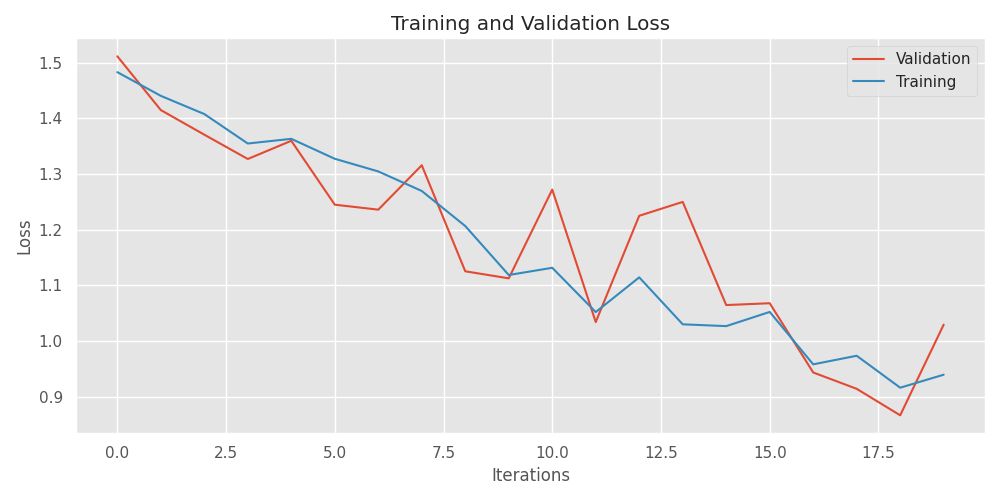 Training and Validation Loss
Validation
Training
1.5
1.4
1.3
1.2
1.1
1.0
0.9
Loss
0.0 2.5 5.0 7.5 10.0 12.5 15.0 17.5
Iterations